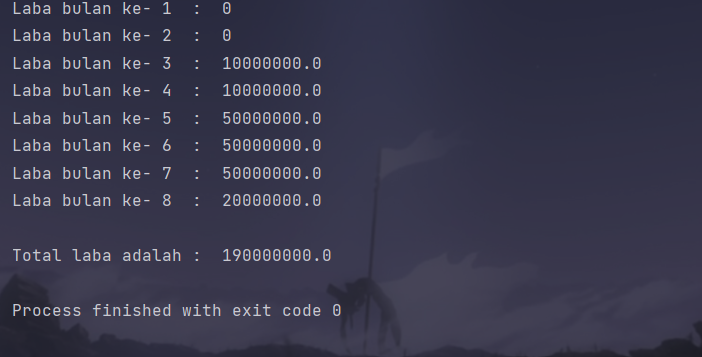 Laba bulan ke- 1  :  0
Laba bulan ke- 2  :  0
Laba bulan ke- 3  :  10000000.0
Laba bulan ke- 4  :  10000000.0
Laba bulan ke- 5  :  50000000.0
Laba bulan ke- 6  :  50000000.0
Laba bulan ke- 7  :  50000000.0
Laba bulan ke- 8  :  20000000.0
Total laba adalah :  190000000.0
Process finished with exit code 0